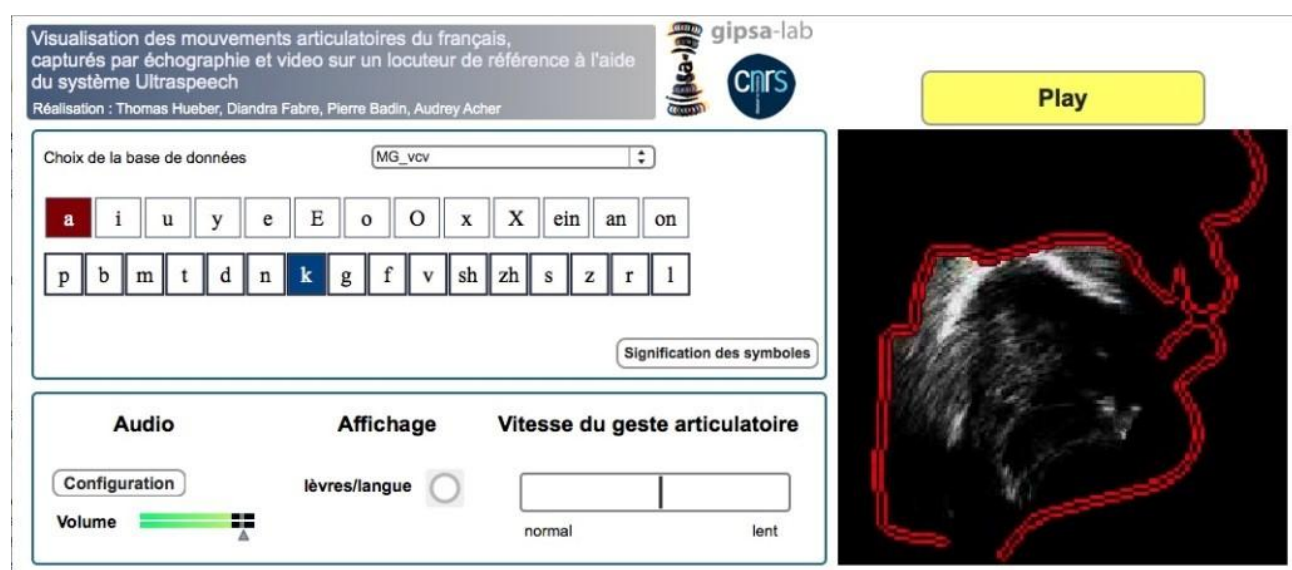 Visualisation des mouvements articulatoires du français,
capturés par échographie et video sur un locuteur de référence à l'aide
du système Ultraspeech
Réalisation : Thomas Hueber, Diandra Fabre, Pierre Badin, Audrey Acher
gipsa-lab
cnrs
Play
Choix de la base de données MG_vcv
a i u y e E o O x X ein an on
p b m t d n k g f v sh zh s z r l
Signification des symboles
Audio Affichage Vitesse du geste articulatoire
Configuration lèvres/langue
Volume
normal lent